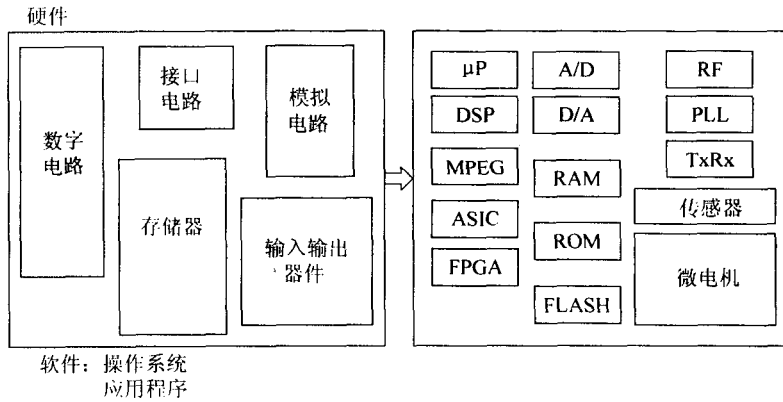 硬件
数字
电路
接口
电路
模拟
电路
存储器
输入输出
器件
μP
DSP
MPEG
ASIC
FPGA
A/D
D/A
RAM
ROM
FLASH
RF
PLL
TxRx
传感器
微电机
软件：操作系统
应用程序